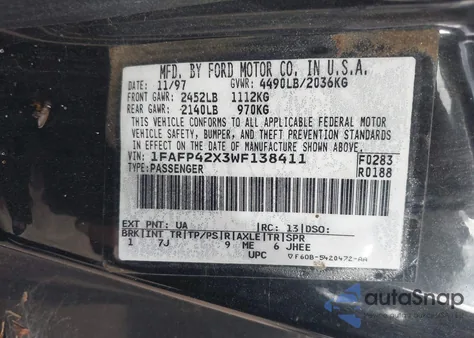 MFD. BY FORD MOTOR CO. IN U.S.A.
DATE: 11/97 GVWR: 4490LB/2036KG
FRONT GAWR: 2452LB 1112KG
REAR GAWR: 2140LB 970KG
THIS VEHICLE CONFORMS TO ALL APPLICABLE FEDERAL MOTOR
VEHICLE SAFETY, BUMPER, AND THEFT PREVENTION STANDARDS
IN EFFECT ON THE DATE OF MANUFACTURE SHOWN ABOVE.
VIN: 1FAFP42X3WF138411 F0283
TYPE: PASSENGER R0188
EXT PNT: UA RC: 13 DSO:
BRK INT TR TP/PS R AXLE TR SPR
1 7J 9 ME 6 JHEE
UPC F60B-5420472-AA
autoSnap